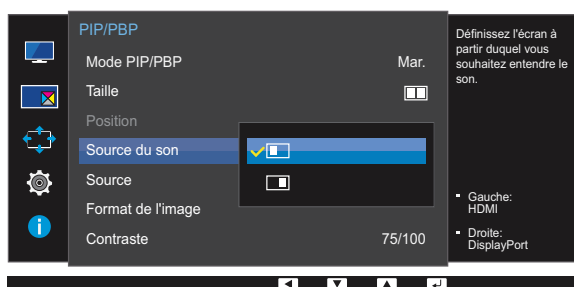 PIP/PBP
Mode PIP/PBP Mar.
Taille
Position
Source du son
Source
Format de l'image
Contraste 75/100
Définissez l'écran à
partir duquel vous
souhaitez entendre le
son.
Gauche:
HDMI
Droite:
DisplayPort